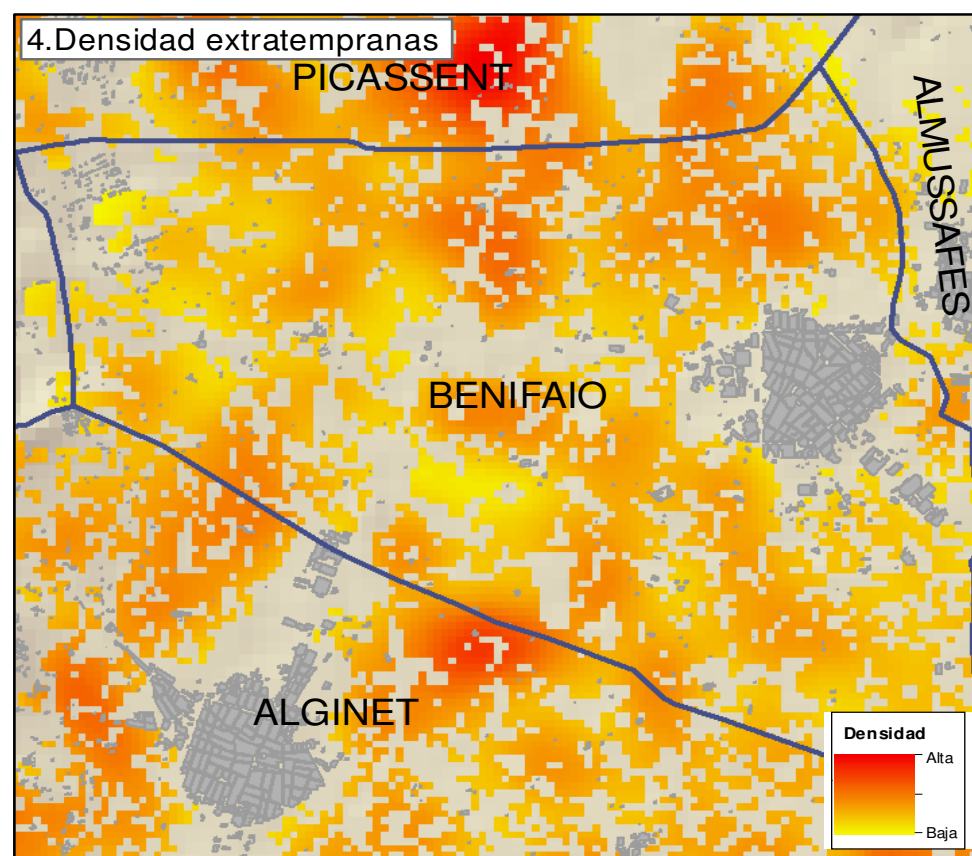 4.Densidad extratempranas
PICASSENT
ALMUSSAFES
BENIFAIO
ALGINET
Densidad
Alta
Baja